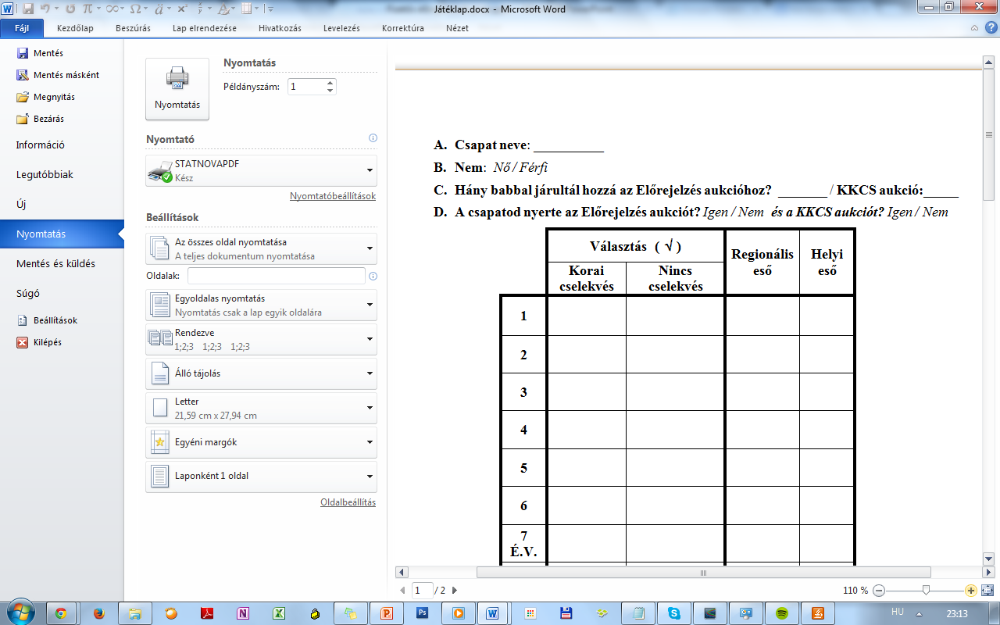 Játéklap.docx - Microsoft Word
Fájl Kezdőlap Beszúrás Lap elrendezése Hivatkozás Levelezés Korrektúra Nézet
Mentés
Mentés másként
Megnyitás
Bezárás
Információ
Legutóbbiak
Új
Nyomtatás
Mentés és küldés
Súgó
Beállítások
Kilépés
Nyomtatás
Nyomtatás
Példányszám: 1
Nyomtató
STATNOVAPDF
Kész
Nyomtatóbeállítások
Beállítások
Az összes oldal nyomtatása
A teljes dokumentum nyomtatása
Oldalak:
Egyoldalas nyomtatás
Nyomtatás csak a lap egyik oldalára
Rendezve
1;2;3 1;2;3 1;2;3
Álló tájolás
Letter
21,59 cm x 27,94 cm
Egyéni margók
Laponként 1 oldal
Oldalbeállítás
A. Csapat neve: __________
B. Nem: Nő / Férfi
C. Hány babbal járultál hozzá az Előrejelzés aukcióhoz? _______ / KKCS aukció:_____
D. A csapatod nyerte az Előrejelzés aukciót? Igen / Nem és a KKCS aukciót? Igen / Nem
Választás ( √ )
Korai cselekvés
Nincs cselekvés
Regionális eső
Helyi eső
1
2
3
4
5
6
7
É.V.
1 / 2
110 %
HU 23:13